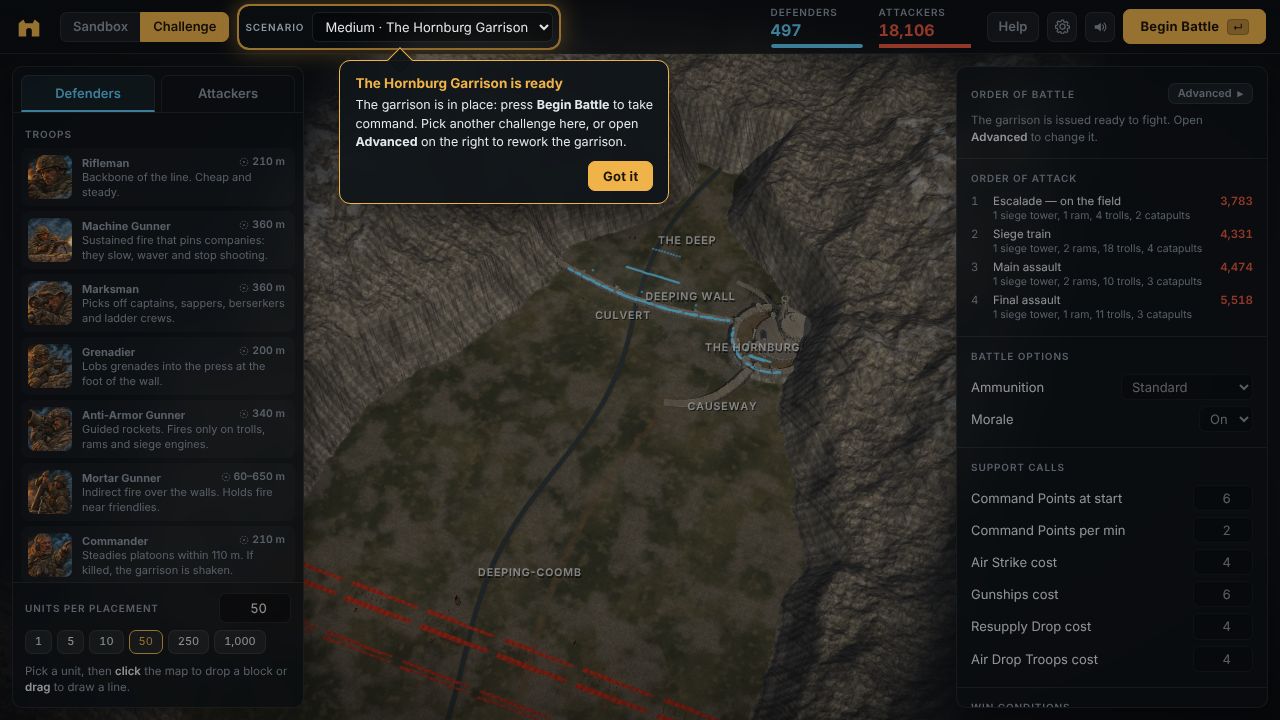 Sandbox
Challenge
SCENARIO
Medium · The Hornburg Garrison
DEFENDERS
497
ATTACKERS
18,106
Help
Begin Battle
The Hornburg Garrison is ready
The garrison is in place: press Begin Battle to take
command. Pick another challenge here, or open
Advanced on the right to rework the garrison.
Got it
Defenders
Attackers
TROOPS
Rifleman
210 m
Backbone of the line. Cheap and
steady.
Machine Gunner
360 m
Sustained fire that pins companies:
they slow, waver and stop shooting.
Marksman
360 m
Picks off captains, sappers, berserkers
and ladder crews.
Grenadier
200 m
Lobs grenades into the press at the
foot of the wall.
Anti-Armor Gunner
340 m
Guided rockets. Fires only on trolls,
rams and siege engines.
Mortar Gunner
60–650 m
Indirect fire over the walls. Holds fire
near friendlies.
Commander
210 m
Steadies platoons within 110 m. If
killed, the garrison is shaken.
UNITS PER PLACEMENT
50
1
5
10
50
250
1,000
Pick a unit, then click the map to drop a block or
drag to draw a line.
THE DEEP
DEEPING WALL
CULVERT
THE HORNBURG
CAUSEWAY
DEEPING-COOMB
ORDER OF BATTLE
Advanced ▸
The garrison is issued ready to fight. Open
Advanced to change it.
ORDER OF ATTACK
1 Escalade — on the field 3,783
1 siege tower, 1 ram, 4 trolls, 2 catapults
2 Siege train 4,331
1 siege tower, 2 rams, 18 trolls, 4 catapults
3 Main assault 4,474
1 siege tower, 2 rams, 10 trolls, 3 catapults
4 Final assault 5,518
1 siege tower, 1 ram, 11 trolls, 3 catapults
BATTLE OPTIONS
Ammunition
Standard
Morale
On
SUPPORT CALLS
Command Points at start
6
Command Points per min
2
Air Strike cost
4
Gunships cost
6
Resupply Drop cost
4
Air Drop Troops cost
4
WIN CONDITIONS